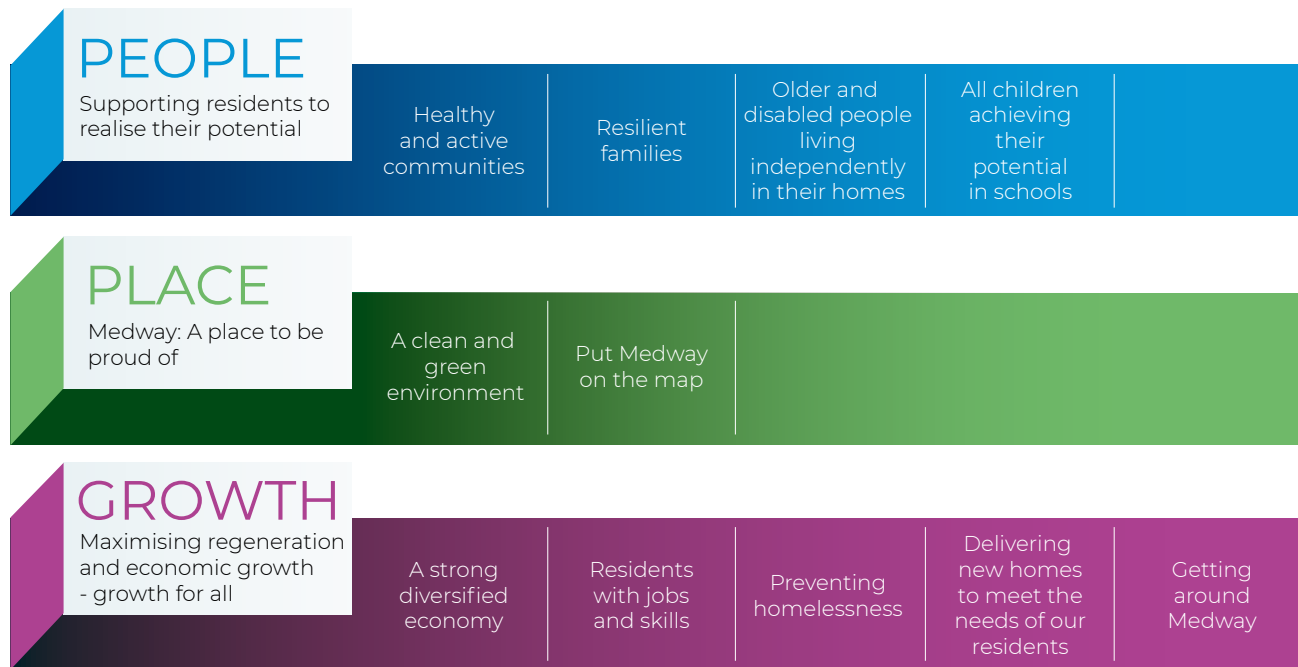 PEOPLE
Supporting residents to
realise their potential
Healthy
and active
communities
Resilient
families
Older and
disabled people
living
independently
in their homes
All children
achieving
their
potential
in schools
PLACE
Medway: A place to be
proud of
A clean and
green
environment
Put Medway
on the map
GROWTH
Maximising regeneration
and economic growth
- growth for all
A strong
diversified
economy
Residents
with jobs
and skills
Preventing
homelessness
Delivering
new homes
to meet the
needs of our
residents
Getting
around
Medway